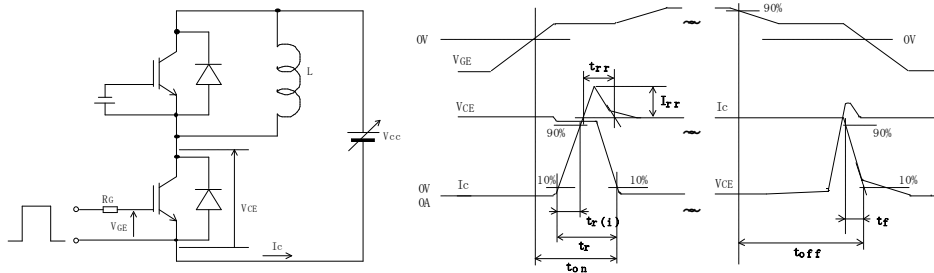 L
Vcc
RG
VGE
VCE
Ic
0V
VGE
trr
Irr
VCE
90%
10%
10%
0V
0A
Ic
tr(i)
tr
ton
90%
0V
Ic
90%
VCE
10%
tf
toff